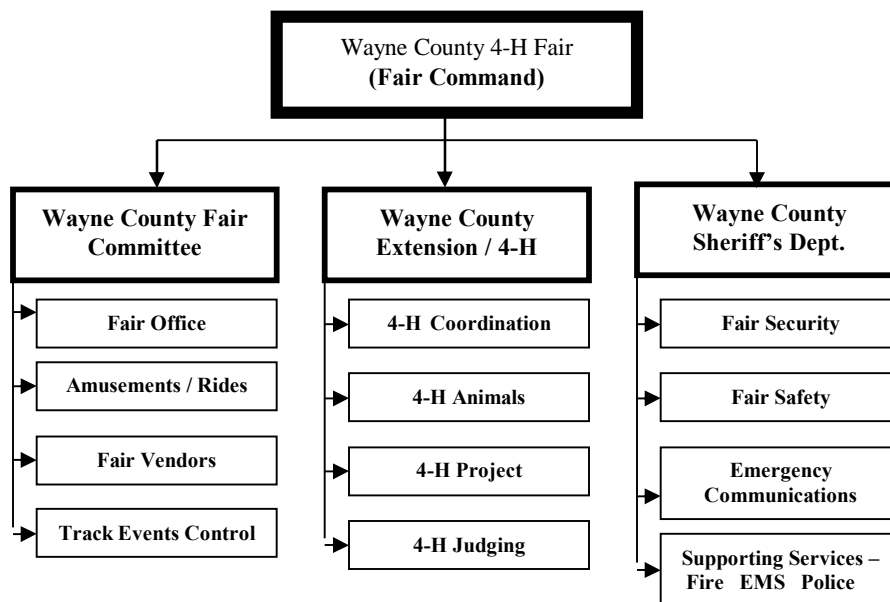 Wayne County 4-H Fair
(Fair Command)
Wayne County Fair
Committee
Fair Office
Amusements / Rides
Fair Vendors
Track Events Control
Wayne County
Extension / 4-H
4-H Coordination
4-H Animals
4-H Project
4-H Judging
Wayne County
Sheriff’s Dept.
Fair Security
Fair Safety
Emergency
Communications
Supporting Services –
Fire EMS Police